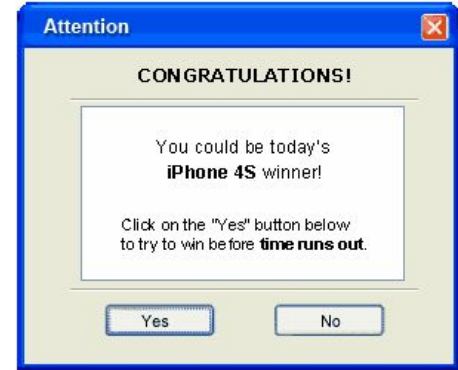 Attention
CONGRATULATIONS!
You could be today's
iPhone 4S winner!
Click on the "Yes" button below
to try to win before time runs out.
Yes
No